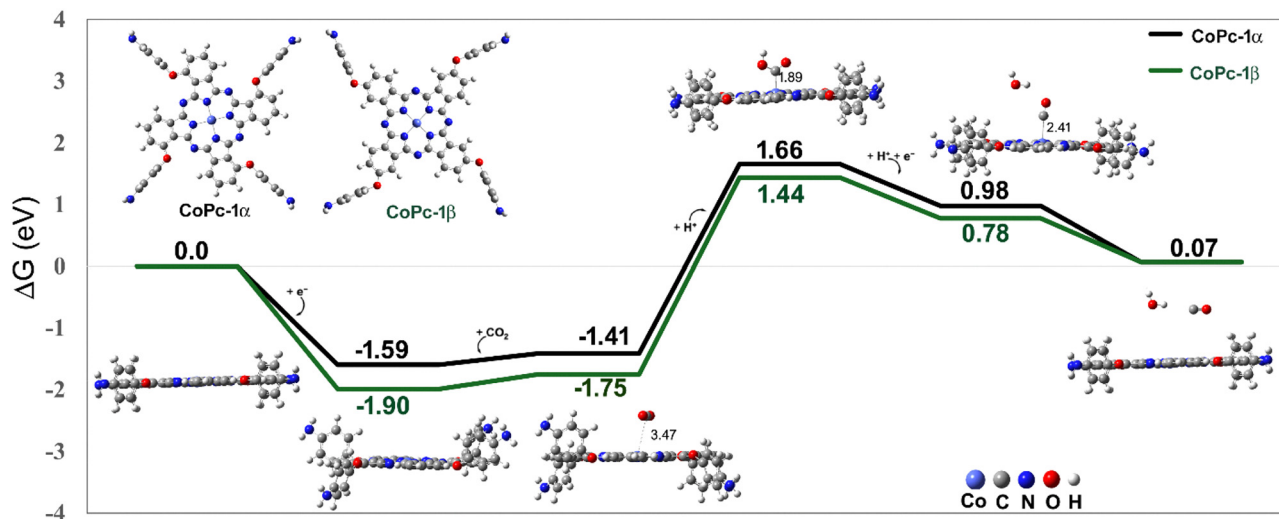 4
3
2
1
0
-1
-2
-3
-4
ΔG (eV)
CoPc-1α
CoPc-1β
CoPc-1α
CoPc-1β
0.0
+ e⁻
-1.59
-1.90
+ CO₂
-1.41
-1.75
3.47
+ H⁺
1.89
1.66
1.44
+ H⁺ + e⁻
2.41
0.98
0.78
0.07
Co C N O H